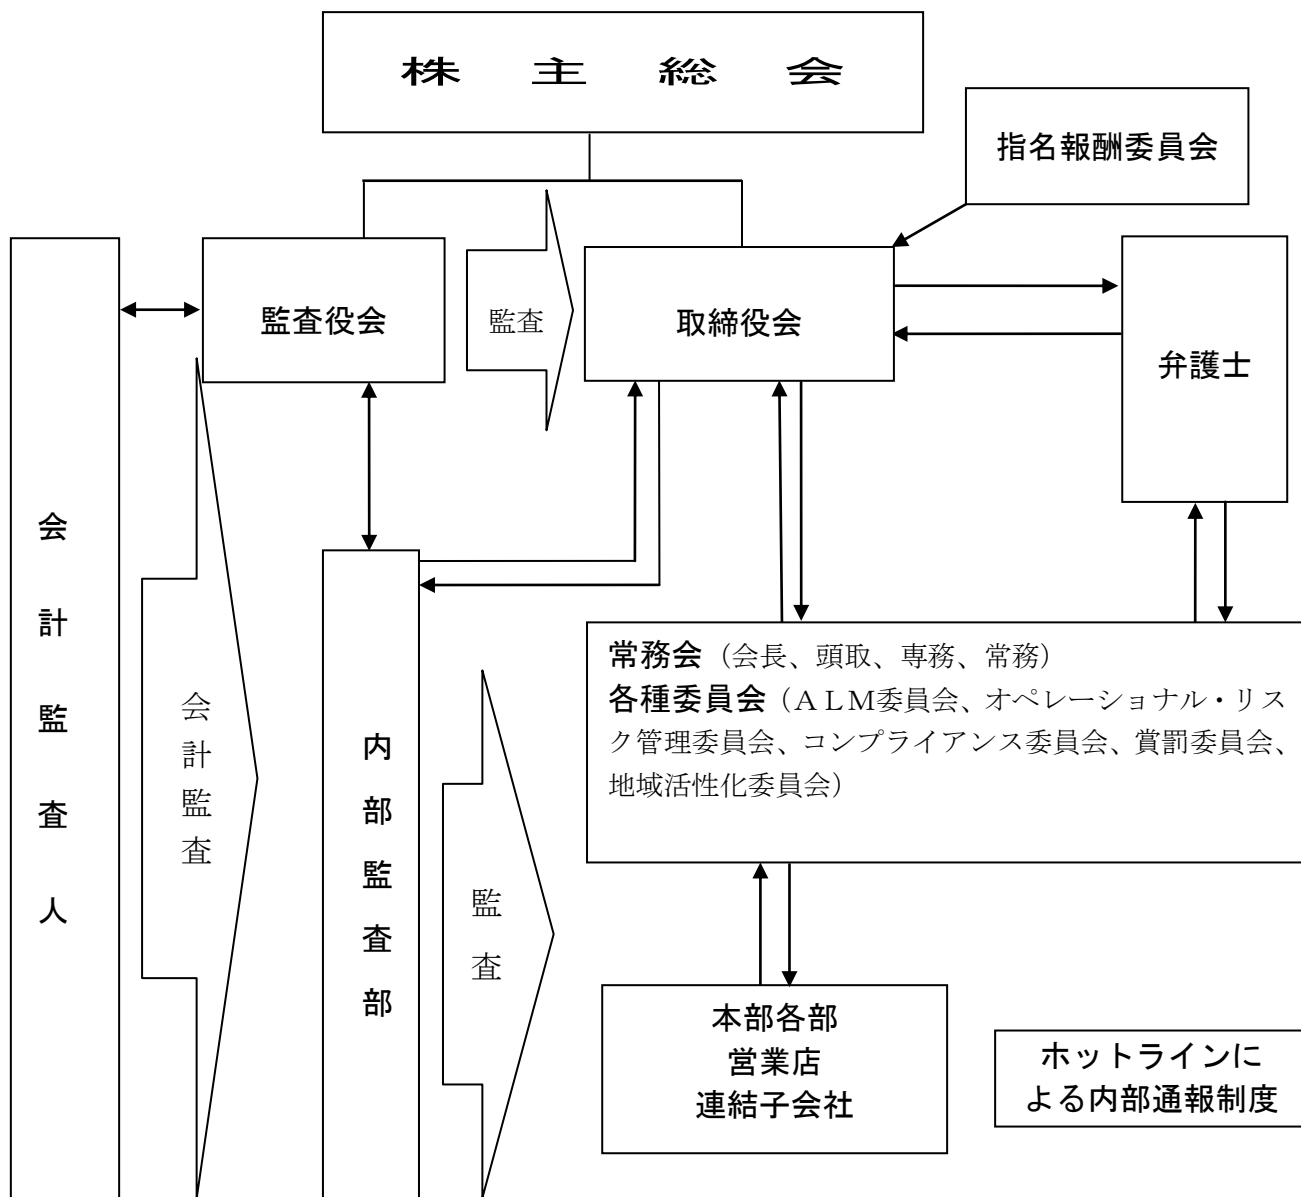 株主総会
指名報酬委員会
監査役会
監査
取締役会
弁護士
会計監査人
会計監査
内部監査部
監査
常務会（会長、頭取、専務、常務）
各種委員会（ＡＬＭ委員会、オペレーショナル・リス
ク管理委員会、コンプライアンス委員会、賞罰委員会、
地域活性化委員会）
本部各部
営業店
連結子会社
ホットラインに
よる内部通報制度